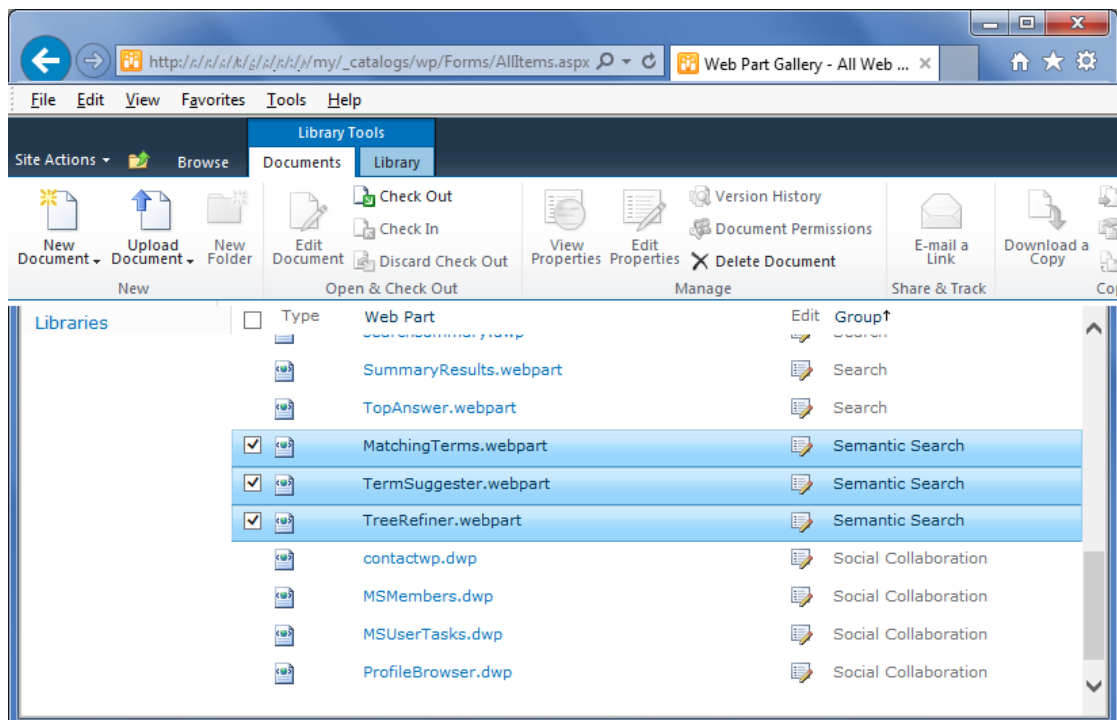 /my/_catalogs/wp/Forms/AllItems.aspx
Web Part Gallery - All Web ...
File Edit View Favorites Tools Help
Library Tools
Site Actions Browse Documents Library
New Document
Upload Document
New Folder
New
Edit Document
Check Out
Check In
Discard Check Out
Open & Check Out
View Properties
Edit Properties
Version History
Document Permissions
Delete Document
Manage
E-mail a Link
Share & Track
Download a Copy
Libraries
Type Web Part Edit Group↑
SummaryResults.webpart Search
TopAnswer.webpart Search
MatchingTerms.webpart Semantic Search
TermSuggester.webpart Semantic Search
TreeRefiner.webpart Semantic Search
contactwp.dwp Social Collaboration
MSMembers.dwp Social Collaboration
MSUserTasks.dwp Social Collaboration
ProfileBrowser.dwp Social Collaboration